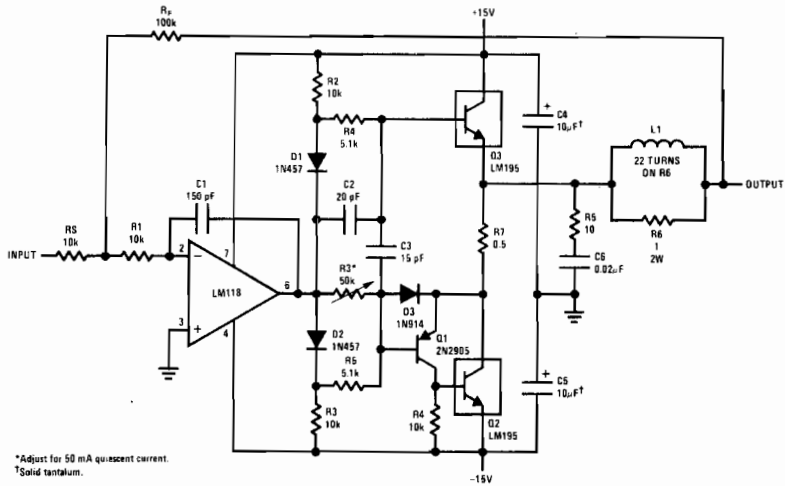 RF
100k
+15V
R2
10k
R4
5.1k
C4
10µF†
+
L1
22 TURNS
ON R6
D1
1N457
Q3
LM195
C1
150 pF
C2
20 pF
OUTPUT
RS
10k
R1
10k
C3
15 pF
R7
0.5
R5
10
R6
1
2W
INPUT
2
−
7
R3*
50k
C6
0.02µF
LM118
6
D3
1N914
3
+
4
D2
1N457
Q1
2N2905
R6
5.1k
+
C5
10µF†
R3
10k
R4
10k
Q2
LM195
*Adjust for 50 mA quiescent current.
†Solid tantalum.
−15V